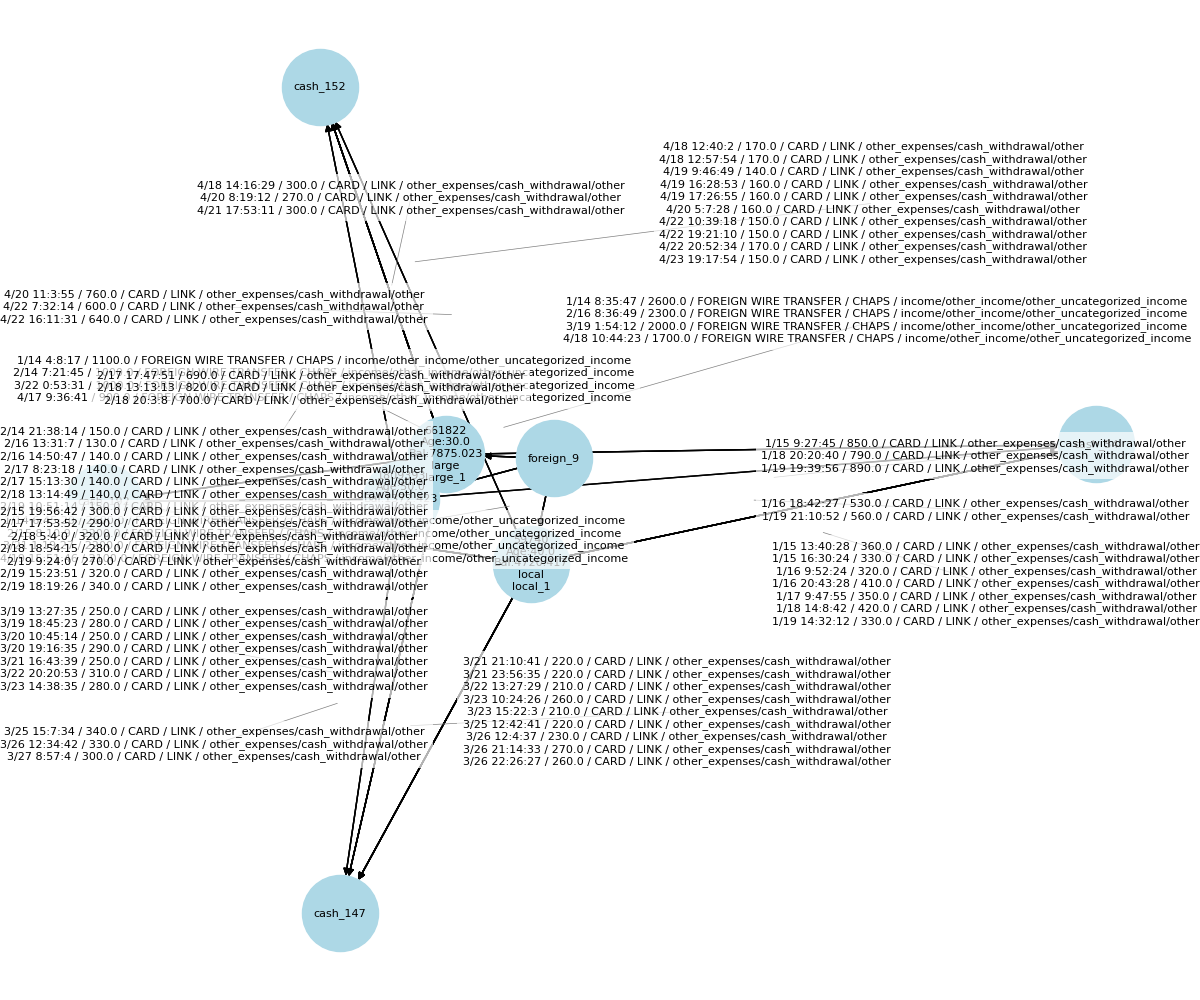 cash_152
4/18 12:40:2 / 170.0 / CARD / LINK / other_expenses/cash_withdrawal/other
4/18 12:57:54 / 170.0 / CARD / LINK / other_expenses/cash_withdrawal/other
4/19 9:46:49 / 140.0 / CARD / LINK / other_expenses/cash_withdrawal/other
4/19 16:28:53 / 160.0 / CARD / LINK / other_expenses/cash_withdrawal/other
4/19 17:26:55 / 160.0 / CARD / LINK / other_expenses/cash_withdrawal/other
4/20 5:7:28 / 160.0 / CARD / LINK / other_expenses/cash_withdrawal/other
4/22 10:39:18 / 150.0 / CARD / LINK / other_expenses/cash_withdrawal/other
4/22 19:21:10 / 150.0 / CARD / LINK / other_expenses/cash_withdrawal/other
4/22 20:52:34 / 170.0 / CARD / LINK / other_expenses/cash_withdrawal/other
4/23 19:17:54 / 150.0 / CARD / LINK / other_expenses/cash_withdrawal/other
4/18 14:16:29 / 300.0 / CARD / LINK / other_expenses/cash_withdrawal/other
4/20 8:19:12 / 270.0 / CARD / LINK / other_expenses/cash_withdrawal/other
4/21 17:53:11 / 300.0 / CARD / LINK / other_expenses/cash_withdrawal/other
4/20 11:3:55 / 760.0 / CARD / LINK / other_expenses/cash_withdrawal/other
4/22 7:32:14 / 600.0 / CARD / LINK / other_expenses/cash_withdrawal/other
4/22 16:11:31 / 640.0 / CARD / LINK / other_expenses/cash_withdrawal/other
1/14 8:35:47 / 2600.0 / FOREIGN WIRE TRANSFER / CHAPS / income/other_income/other_uncategorized_income
2/16 8:36:49 / 2300.0 / FOREIGN WIRE TRANSFER / CHAPS / income/other_income/other_uncategorized_income
3/19 1:54:12 / 2000.0 / FOREIGN WIRE TRANSFER / CHAPS / income/other_income/other_uncategorized_income
4/18 10:44:23 / 1700.0 / FOREIGN WIRE TRANSFER / CHAPS / income/other_income/other_uncategorized_income
1/14 4:8:17 / 1100.0 / FOREIGN WIRE TRANSFER / CHAPS / income/other_income/other_uncategorized_income
2/14 7:21:45 /
3/22 0:53:31 /
4/17 9:36:41 /
2/17 17:47:51 / 690.0 / CARD / LINK / other_expenses/cash_withdrawal/other
2/18 13:13:13 / 820.0 / CARD / LINK / other_expenses/cash_withdrawal/other
2/18 20:3:8 / 700.0 / CARD / LINK / other_expenses/cash_withdrawal/other
2/14 21:38:14 / 150.0 / CARD / LINK / other_expenses/cash_withdrawal/other
2/16 13:31:7 / 130.0 / CARD / LINK / other_expenses/cash_withdrawal/other
2/16 14:50:47 / 140.0 / CARD / LINK / other_expenses/cash_withdrawal/other
2/17 8:23:18 / 140.0 / CARD / LINK / other_expenses/cash_withdrawal/other
2/17 15:13:30 / 140.0 / CARD / LINK / other_expenses/cash_withdrawal/other
2/18 13:14:49 / 140.0 / CARD / LINK / other_expenses/cash_withdrawal/other
2/15 19:56:42 / 300.0 / CARD / LINK / other_expenses/cash_withdrawal/other
2/17 17:53:52 / 290.0 / CARD / LINK / other_expenses/cash_withdrawal/other
2/18 5:4:0 / 320.0 / CARD / LINK / other_expenses/cash_withdrawal/other
2/18 18:54:15 / 280.0 / CARD / LINK / other_expenses/cash_withdrawal/other
2/19 9:24:0 / 270.0 / CARD / LINK / other_expenses/cash_withdrawal/other
2/19 15:23:51 / 320.0 / CARD / LINK / other_expenses/cash_withdrawal/other
2/19 18:19:26 / 340.0 / CARD / LINK / other_expenses/cash_withdrawal/other
Age:30.0
large
foreign_9
local
local_1
1/15 9:27:45 / 850.0 / CARD / LINK / other_expenses/cash_withdrawal/other
1/18 20:20:40 / 790.0 / CARD / LINK / other_expenses/cash_withdrawal/other
1/19 19:39:56 / 890.0 / CARD / LINK / other_expenses/cash_withdrawal/other
1/16 18:42:27 / 530.0 / CARD / LINK / other_expenses/cash_withdrawal/other
1/19 21:10:52 / 560.0 / CARD / LINK / other_expenses/cash_withdrawal/other
1/15 13:40:28 / 360.0 / CARD / LINK / other_expenses/cash_withdrawal/other
1/15 16:30:24 / 330.0 / CARD / LINK / other_expenses/cash_withdrawal/other
1/16 9:52:24 / 320.0 / CARD / LINK / other_expenses/cash_withdrawal/other
1/16 20:43:28 / 410.0 / CARD / LINK / other_expenses/cash_withdrawal/other
1/17 9:47:55 / 350.0 / CARD / LINK / other_expenses/cash_withdrawal/other
1/18 14:8:42 / 420.0 / CARD / LINK / other_expenses/cash_withdrawal/other
1/19 14:32:12 / 330.0 / CARD / LINK / other_expenses/cash_withdrawal/other
3/19 13:27:35 / 250.0 / CARD / LINK / other_expenses/cash_withdrawal/other
3/19 18:45:23 / 280.0 / CARD / LINK / other_expenses/cash_withdrawal/other
3/20 10:45:14 / 250.0 / CARD / LINK / other_expenses/cash_withdrawal/other
3/20 19:16:35 / 290.0 / CARD / LINK / other_expenses/cash_withdrawal/other
3/21 16:43:39 / 250.0 / CARD / LINK / other_expenses/cash_withdrawal/other
3/22 20:20:53 / 310.0 / CARD / LINK / other_expenses/cash_withdrawal/other
3/23 14:38:35 / 280.0 / CARD / LINK / other_expenses/cash_withdrawal/other
3/21 21:10:41 / 220.0 / CARD / LINK / other_expenses/cash_withdrawal/other
3/21 23:56:35 / 220.0 / CARD / LINK / other_expenses/cash_withdrawal/other
3/22 13:27:29 / 210.0 / CARD / LINK / other_expenses/cash_withdrawal/other
3/23 10:24:26 / 260.0 / CARD / LINK / other_expenses/cash_withdrawal/other
3/23 15:22:3 / 210.0 / CARD / LINK / other_expenses/cash_withdrawal/other
3/25 12:42:41 / 220.0 / CARD / LINK / other_expenses/cash_withdrawal/other
3/26 12:4:37 / 230.0 / CARD / LINK / other_expenses/cash_withdrawal/other
3/26 21:14:33 / 270.0 / CARD / LINK / other_expenses/cash_withdrawal/other
3/26 22:26:27 / 260.0 / CARD / LINK / other_expenses/cash_withdrawal/other
3/25 15:7:34 / 340.0 / CARD / LINK / other_expenses/cash_withdrawal/other
3/26 12:34:42 / 330.0 / CARD / LINK / other_expenses/cash_withdrawal/other
3/27 8:57:4 / 300.0 / CARD / LINK / other_expenses/cash_withdrawal/other
cash_147